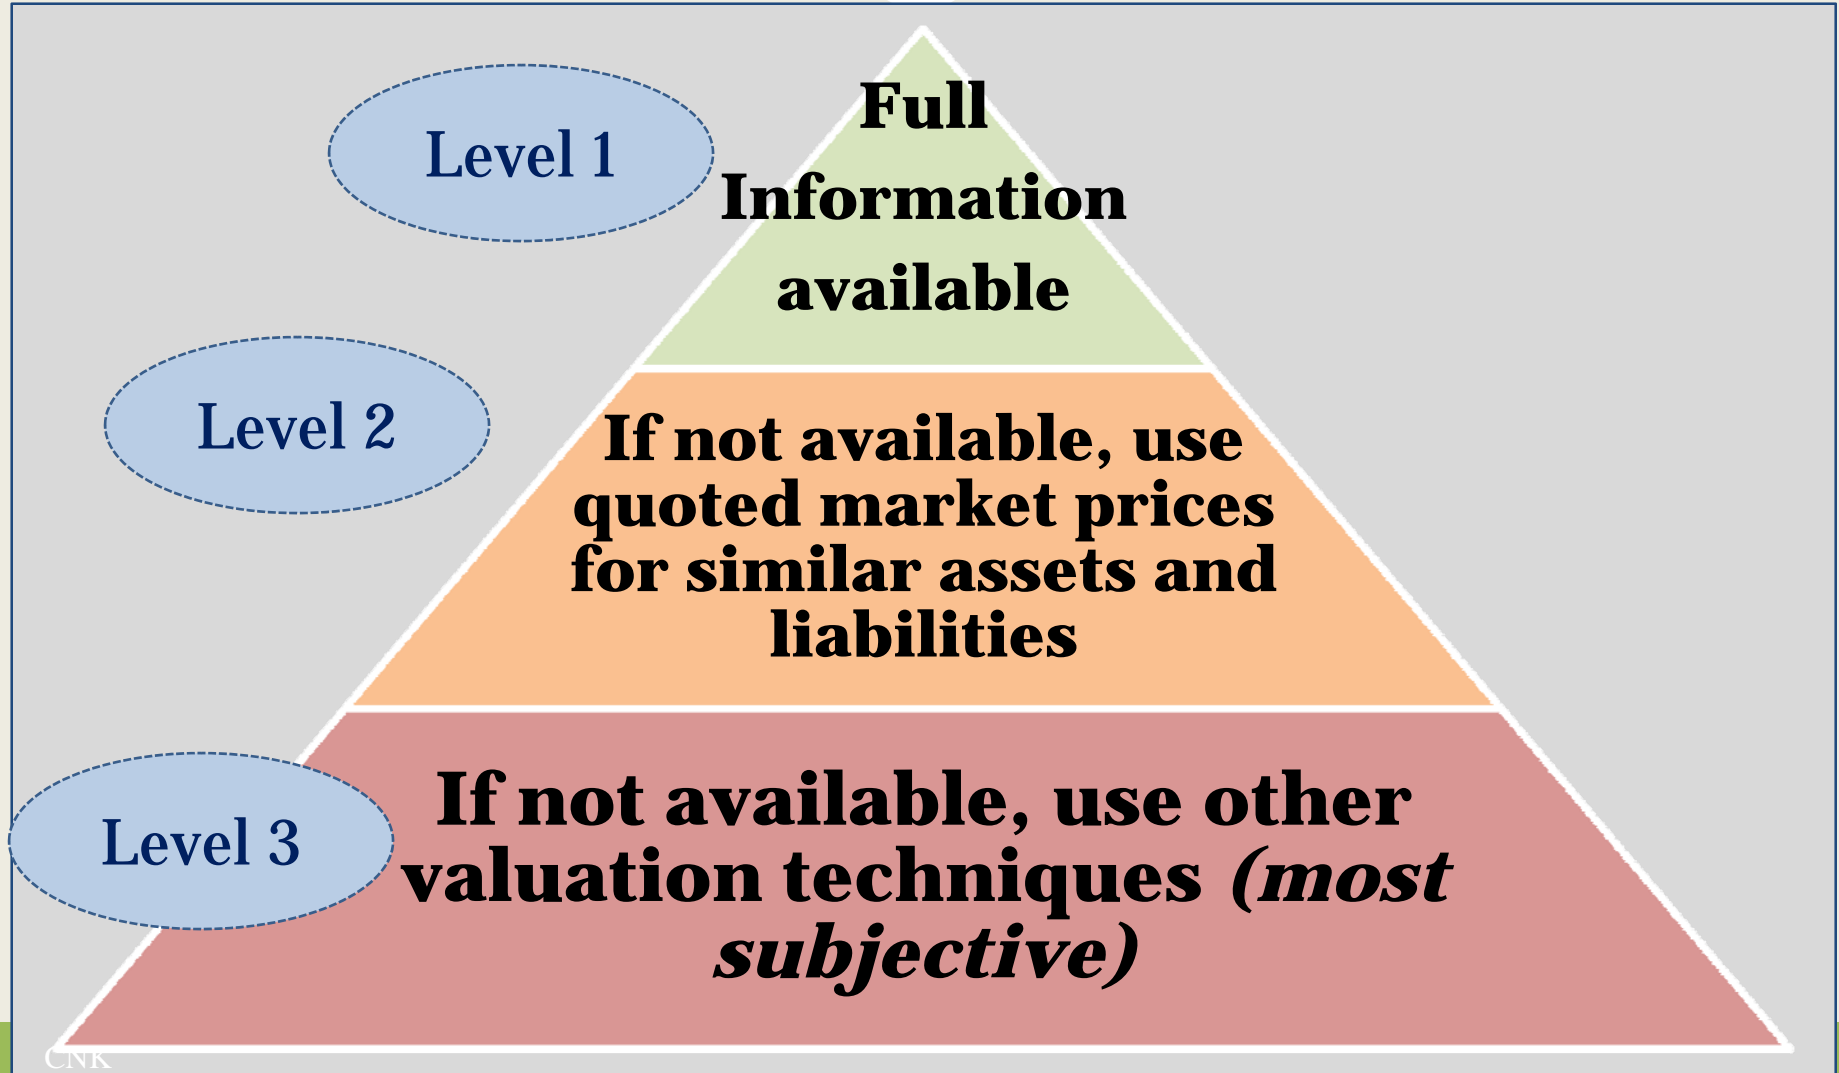 Level 1
Full
Information
available
Level 2
If not available, use
quoted market prices
for similar assets and
liabilities
Level 3
If not available, use other
valuation techniques (most
subjective)
CNK